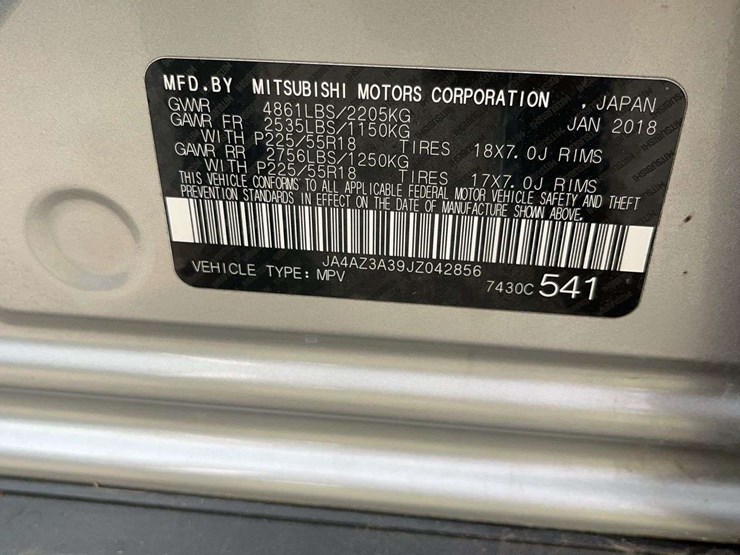 MFD.BY MITSUBISHI MOTORS CORPORATION , JAPAN
GVWR 4861LBS/2205KG JAN 2018
GAWR FR 2535LBS/1150KG
WITH P225/55R18 TIRES 18X7.0J RIMS
GAWR RR 2756LBS/1250KG
WITH P225/55R18 TIRES 17X7.0J RIMS
THIS VEHICLE CONFORMS TO ALL APPLICABLE FEDERAL MOTOR VEHICLE SAFETY AND THEFT
PREVENTION STANDARDS IN EFFECT ON THE DATE OF MANUFACTURE SHOWN ABOVE.
JA4AZ3A39JZ042856
VEHICLE TYPE: MPV 7430C 541